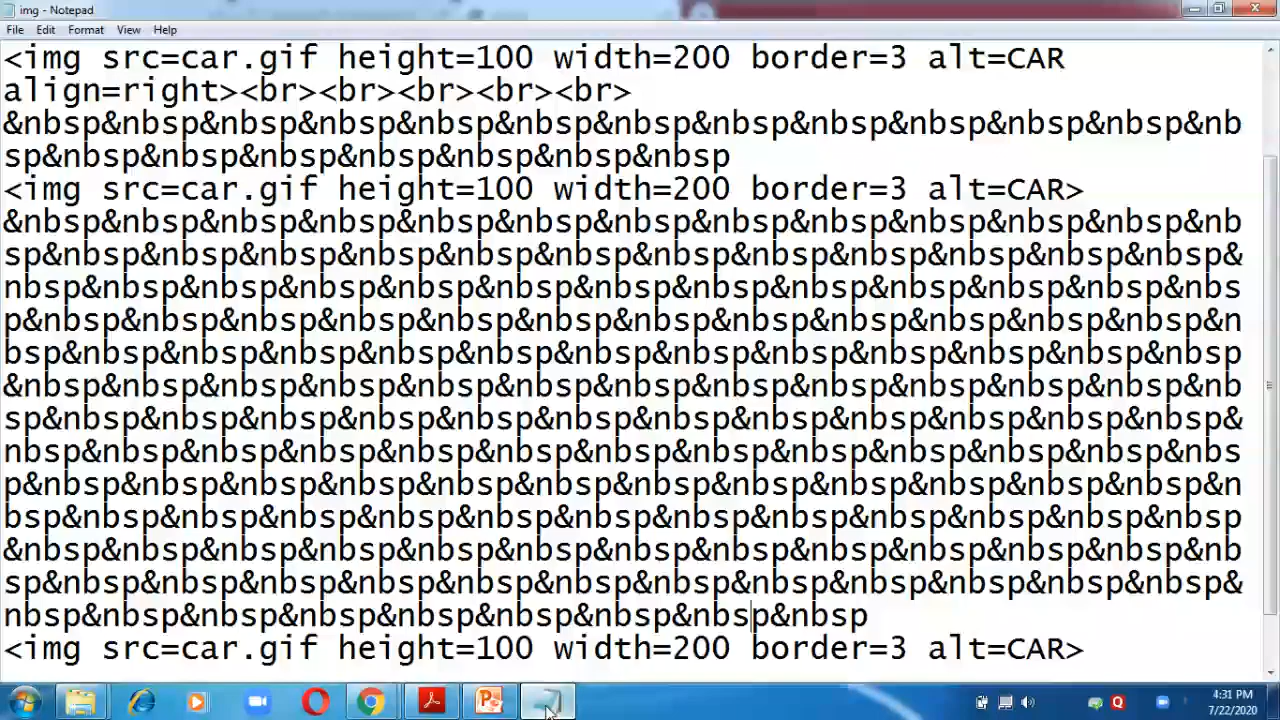 img - Notepad
File Edit Format View Help
<img src=car.gif height=100 width=200 border=3 alt=CAR
align=right><br><br><br><br><br>
&nbsp&nbsp&nbsp&nbsp&nbsp&nbsp&nbsp&nbsp&nbsp&nbsp&nbsp&nbsp&nb
sp&nbsp&nbsp&nbsp&nbsp&nbsp&nbsp&nbsp
<img src=car.gif height=100 width=200 border=3 alt=CAR>
&nbsp&nbsp&nbsp&nbsp&nbsp&nbsp&nbsp&nbsp&nbsp&nbsp&nbsp&nbsp&nb
sp&nbsp&nbsp&nbsp&nbsp&nbsp&nbsp&nbsp&nbsp&nbsp&nbsp&nbsp&nbsp&
nbsp&nbsp&nbsp&nbsp&nbsp&nbsp&nbsp&nbsp&nbsp&nbsp&nbsp&nbsp&nbs
p&nbsp&nbsp&nbsp&nbsp&nbsp&nbsp&nbsp&nbsp&nbsp&nbsp&nbsp&nbsp&n
bsp&nbsp&nbsp&nbsp&nbsp&nbsp&nbsp&nbsp&nbsp&nbsp&nbsp&nbsp&nbsp
&nbsp&nbsp&nbsp&nbsp&nbsp&nbsp&nbsp&nbsp&nbsp&nbsp&nbsp&nbsp&nb
sp&nbsp&nbsp&nbsp&nbsp&nbsp&nbsp&nbsp&nbsp&nbsp&nbsp&nbsp&nbsp&
nbsp&nbsp&nbsp&nbsp&nbsp&nbsp&nbsp&nbsp&nbsp&nbsp&nbsp&nbsp&nbs
p&nbsp&nbsp&nbsp&nbsp&nbsp&nbsp&nbsp&nbsp&nbsp&nbsp&nbsp&nbsp&n
bsp&nbsp&nbsp&nbsp&nbsp&nbsp&nbsp&nbsp&nbsp&nbsp&nbsp&nbsp&nbsp
&nbsp&nbsp&nbsp&nbsp&nbsp&nbsp&nbsp&nbsp&nbsp&nbsp&nbsp&nbsp&nb
sp&nbsp&nbsp&nbsp&nbsp&nbsp&nbsp&nbsp&nbsp&nbsp&nbsp&nbsp&nbsp&
nbsp&nbsp&nbsp&nbsp&nbsp&nbsp&nbsp&nbsp&nbsp
<img src=car.gif height=100 width=200 border=3 alt=CAR>
4:31 PM
7/22/2020